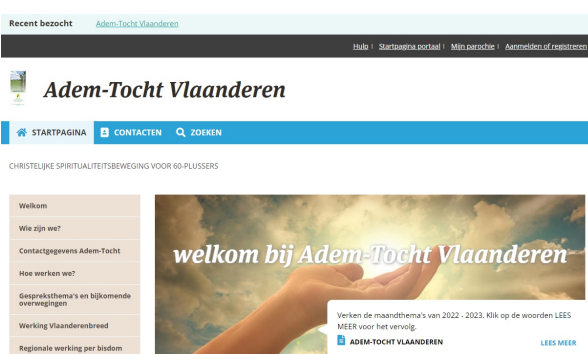 Recent bezocht Adem-Tocht Vlaanderen
Hulp | Startpagina portaal | Mijn parochie | Aanmelden of registreren
Adem-Tocht Vlaanderen
STARTPAGINA CONTACTEN ZOEKEN
CHRISTELIJKE SPIRITUALITEITSBEWEGING VOOR 60-PLUSSERS
Welkom
Wie zijn we?
Contactgegevens Adem-Tocht
Hoe werken we?
Gespreksthema's en bijkomende
overwegingen
Werking Vlaanderenbreed
Regionale werking per bisdom
welkom bij Adem-Tocht Vlaanderen
Verken de maandthema's van 2022 - 2023. Klik op de woorden LEES
MEER voor het vervolg.
ADEM-TOCHT VLAANDEREN LEES MEER